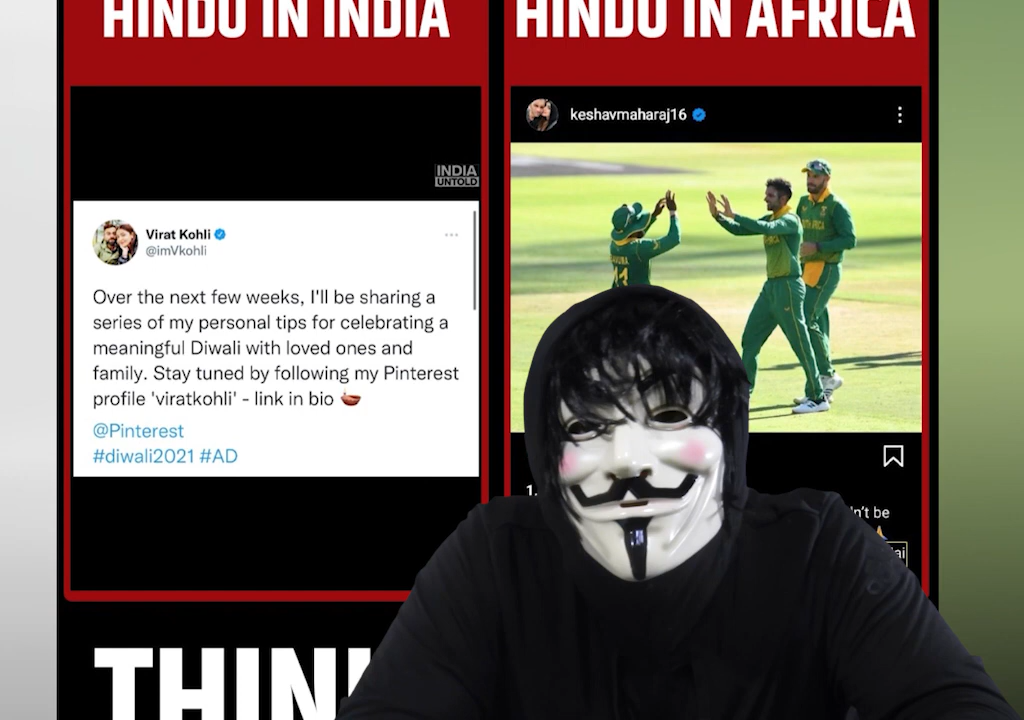 HINDU IN INDIA
HINDU IN AFRICA
INDIA
UNTOLD
Virat Kohli
@imVkohli
Over the next few weeks, I'll be sharing a
series of my personal tips for celebrating a
meaningful Diwali with loved ones and
family. Stay tuned by following my Pinterest
profile 'viratkohli' - link in bio
@Pinterest
#diwali2021 #AD
keshavmaharaj16
1.
be